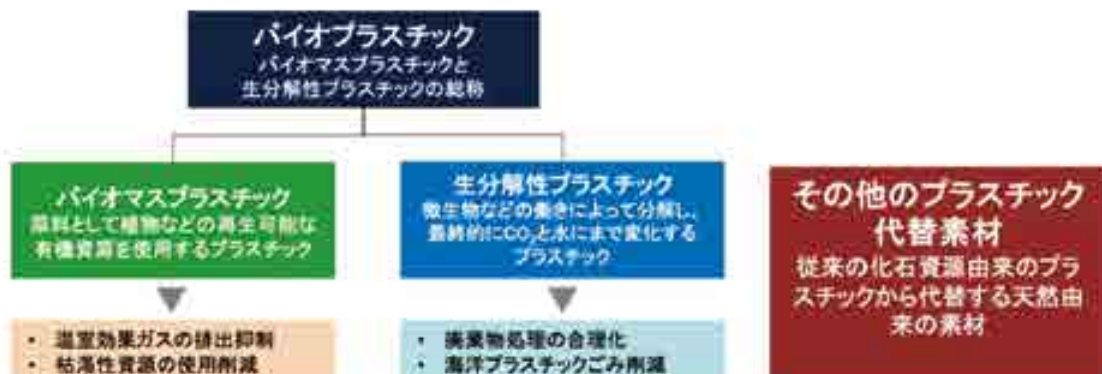 バイオプラスチック
バイオマスプラスチックと
生分解性プラスチックの総称
バイオマスプラスチック
原料として植物などの再生可能な
有機資源を使用するプラスチック
生分解性プラスチック
微生物などの働きによって分解し、
最終的にCO₂と水にまで変化する
プラスチック
その他のプラスチック
代替素材
従来の化石資源由来のプラ
スチックから代替する天然由
来の素材
• 温室効果ガスの排出抑制
• 枯渇性資源の使用削減
• 廃棄物処理の合理化
• 海洋プラスチックごみ削減